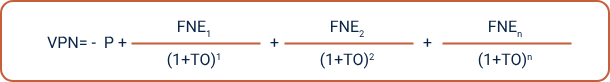 VPN= - P + FNE₁/(1+TO)¹ + FNE₂/(1+TO)² + FNEₙ/(1+TO)ⁿ